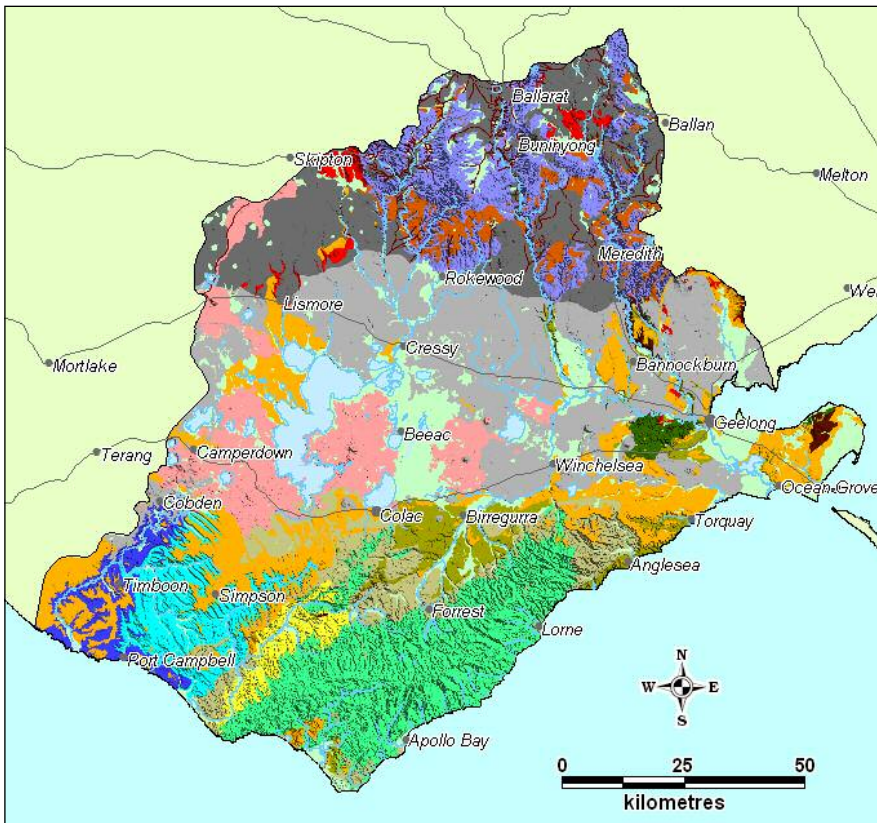 Ballarat
Ballan
Buninyong
Skipton
Melton
Meredith
Rokewood
Lismore
Cressy
Mortlake
Bannockburn
Geelong
Beeac
Terang
Camperdown
Winchelsea
Ocean Grove
Cobden
Colac
Birregurra
Torquay
Anglesea
Timboon
Simpson
Forrest
Lorne
Port Campbell
N
W E
S
Apollo Bay
0 25 50
kilometres